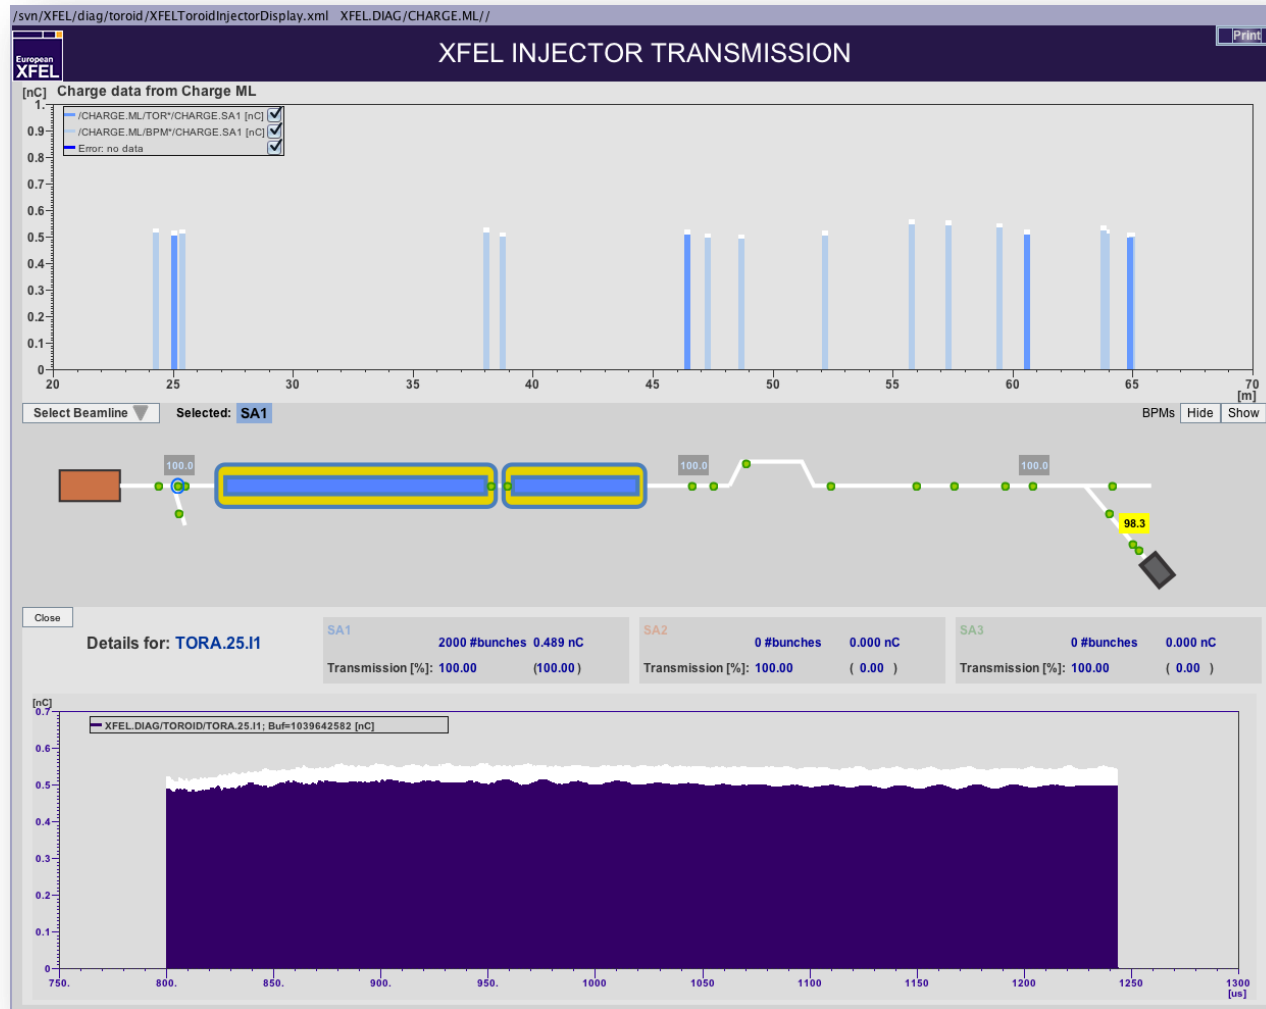 /svn/XFEL/diag/toroid/XFELToroidInjectorDisplay.xml XFEL.DIAG/CHARGE.ML//
European
XFEL
XFEL INJECTOR TRANSMISSION
Print
[nC] Charge data from Charge ML
/CHARGE.ML/TOR*/CHARGE.SA1 [nC]
/CHARGE.ML/BPM*/CHARGE.SA1 [nC]
Error: no data
1.
0.9
0.8
0.7
0.6
0.5
0.4
0.3
0.2
0.1
0
20 25 30 35 40 45 50 55 60 65 70
[m]
Select Beamline Selected: SA1 BPMs Hide Show
100.0 100.0 100.0
98.3
Close
Details for: TORA.25.I1
SA1
2000 #bunches 0.489 nC
Transmission [%]: 100.00 (100.00 )
SA2
0 #bunches 0.000 nC
Transmission [%]: 100.00 ( 0.00 )
SA3
0 #bunches 0.000 nC
Transmission [%]: 100.00 ( 0.00 )
[nC]
XFEL.DIAG/TOROID/TORA.25.I1; Buf=1039642582 [nC]
0.7
0.6
0.5
0.4
0.3
0.2
0.1
0
750. 800. 850. 900. 950. 1000 1050 1100 1150 1200 1250 1300
[us]